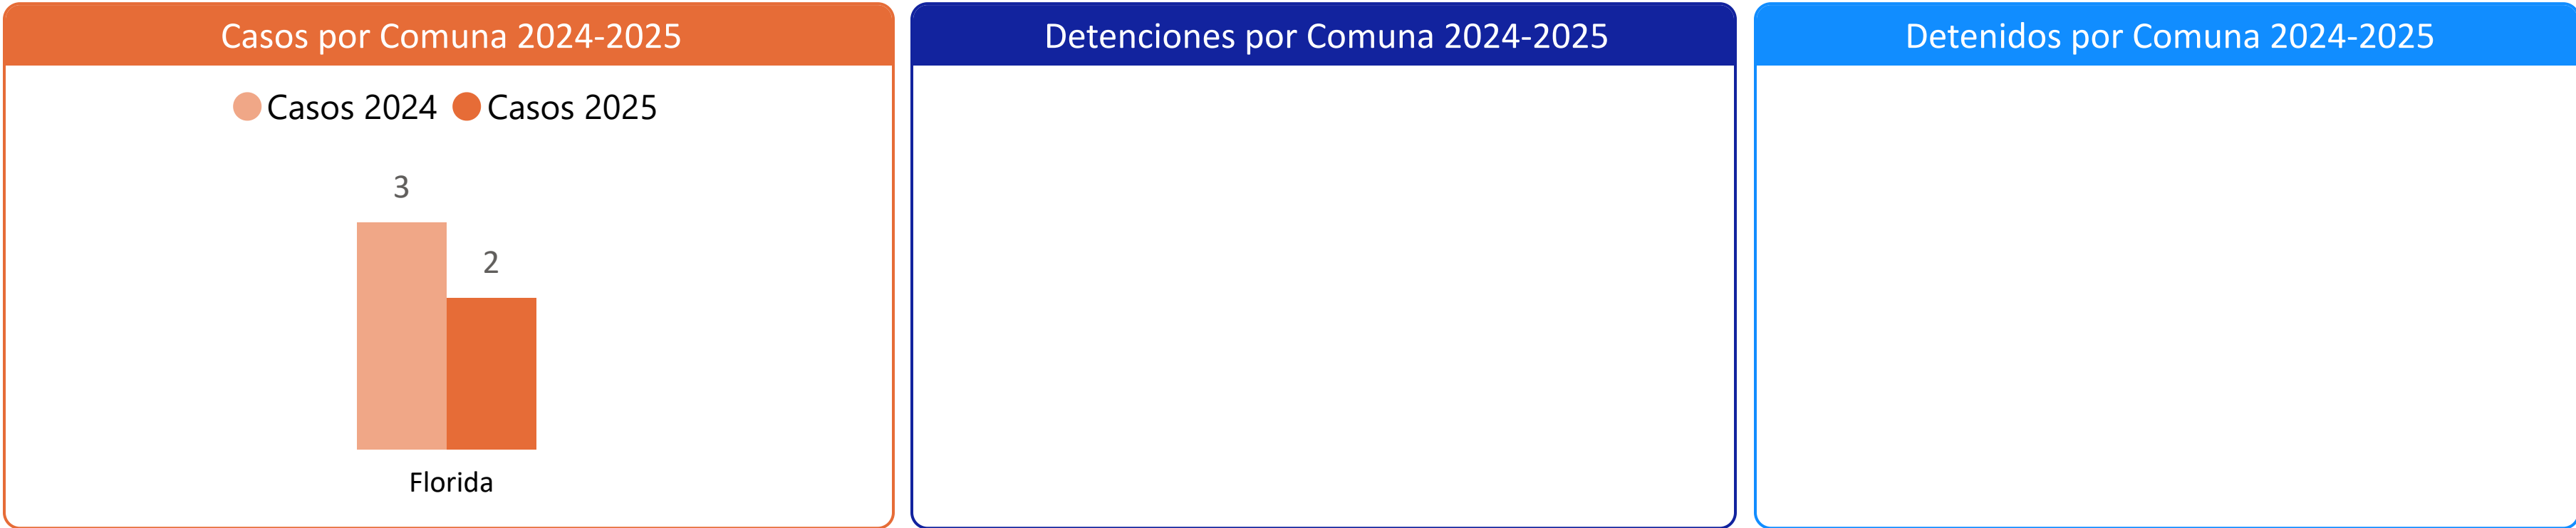 Casos por Comuna 2024-2025
Casos 2024 Casos 2025
3
2
Florida
Detenciones por Comuna 2024-2025
Detenidos por Comuna 2024-2025